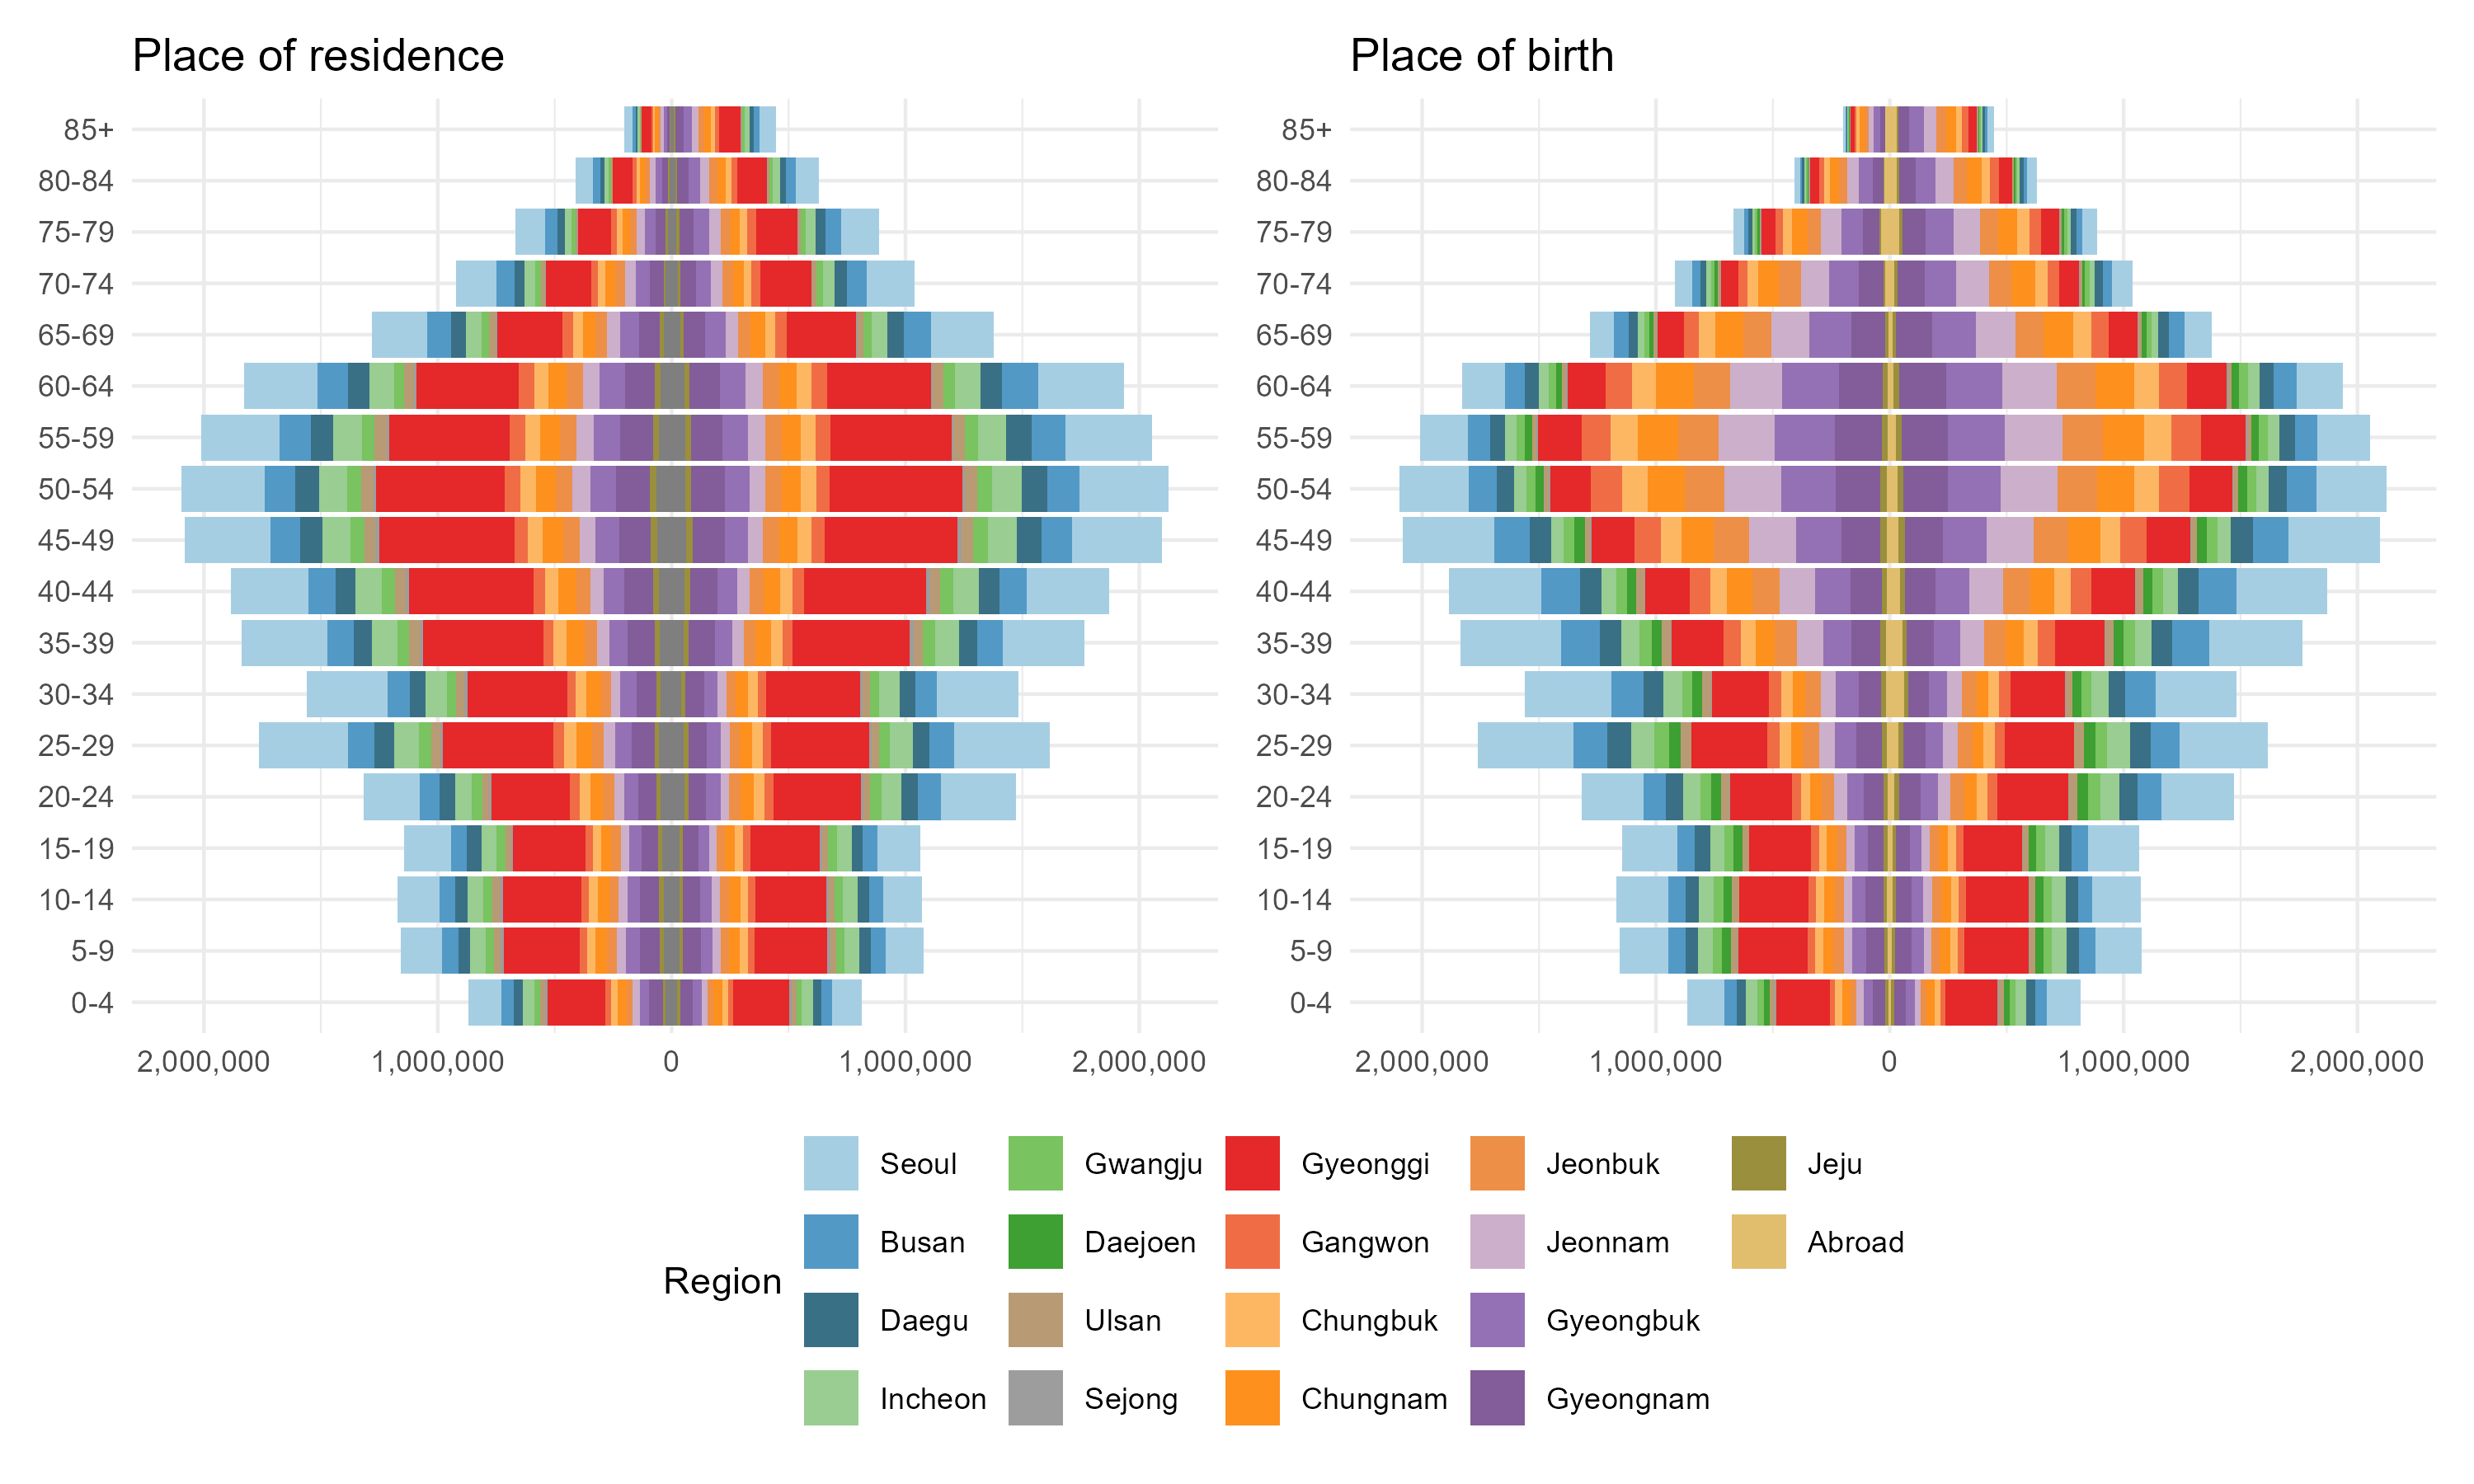 Place of residence
Place of birth
85+
80-84
75-79
70-74
65-69
60-64
55-59
50-54
45-49
40-44
35-39
30-34
25-29
20-24
15-19
10-14
5-9
0-4
2,000,000 1,000,000 0 1,000,000 2,000,000
85+
80-84
75-79
70-74
65-69
60-64
55-59
50-54
45-49
40-44
35-39
30-34
25-29
20-24
15-19
10-14
5-9
0-4
2,000,000 1,000,000 0 1,000,000 2,000,000
Region
Seoul
Busan
Daegu
Incheon
Gwangju
Daejoen
Ulsan
Sejong
Gyeonggi
Gangwon
Chungbuk
Chungnam
Jeonbuk
Jeonnam
Gyeongbuk
Gyeongnam
Jeju
Abroad